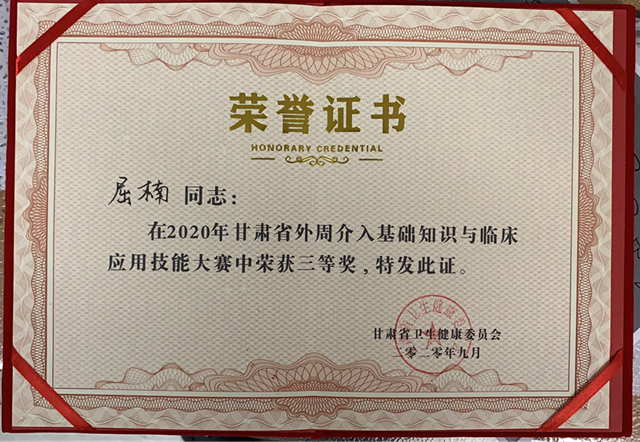 荣誉证书
HONORARY CREDENTIAL
屈楠 同志：
在2020年甘肃省外周介入基础知识与临床
应用技能大赛中荣获三等奖，特发此证。
甘肃省卫生健康委员会
二零二零年九月